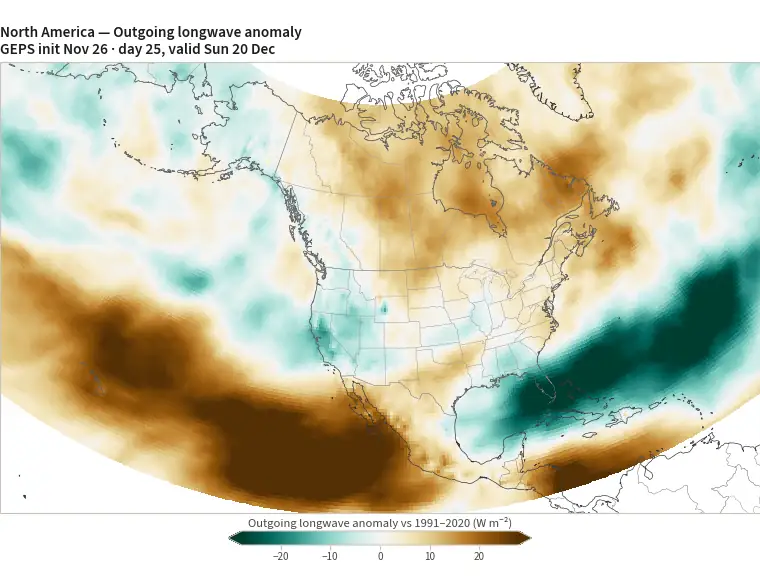 North America — Outgoing longwave anomaly
GEPS init Nov 26 · day 25, valid Sun 20 Dec
Outgoing longwave anomaly vs 1991–2020 (W m⁻²)
−20 −10 0 10 20